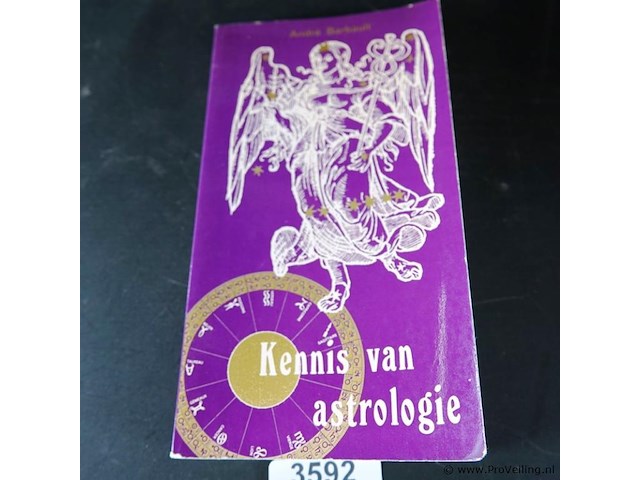 André Barbault
Kennis van
astrologie
3592
© www.ProVeiling.nl